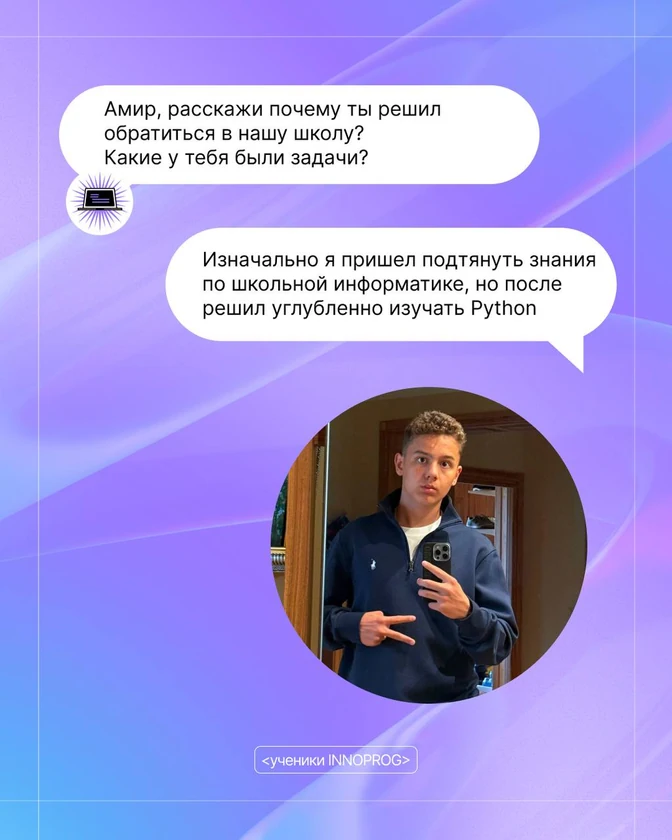 Амир, расскажи почему ты решил
обратиться в нашу школу?
Какие у тебя были задачи?
Изначально я пришел подтянуть знания
по школьной информатике, но после
решил углубленно изучать Python
<ученики INNOPROG>